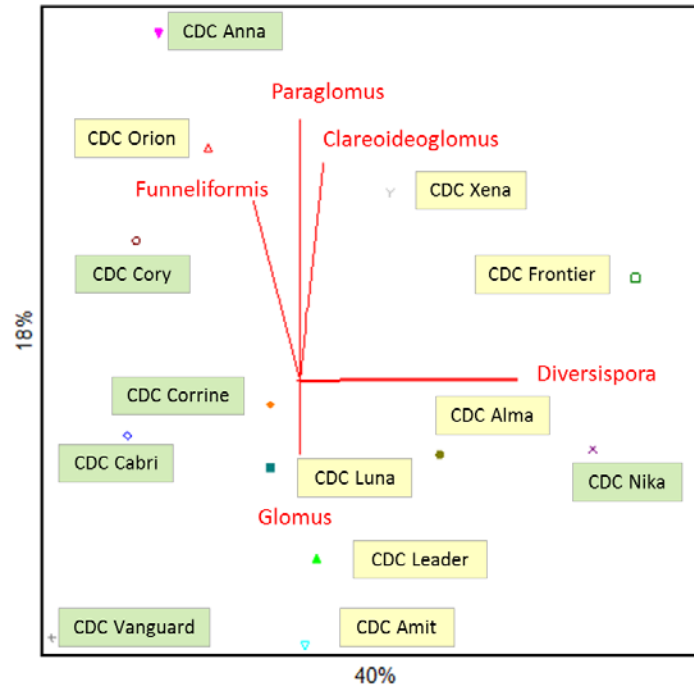 CDC Anna
Paraglomus
CDC Orion
Clareoideoglomus
Funneliformis
CDC Xena
CDC Cory
CDC Frontier
18%
Diversispora
CDC Corrine
CDC Alma
CDC Cabri
CDC Luna
CDC Nika
Glomus
CDC Leader
CDC Vanguard
CDC Amit
40%